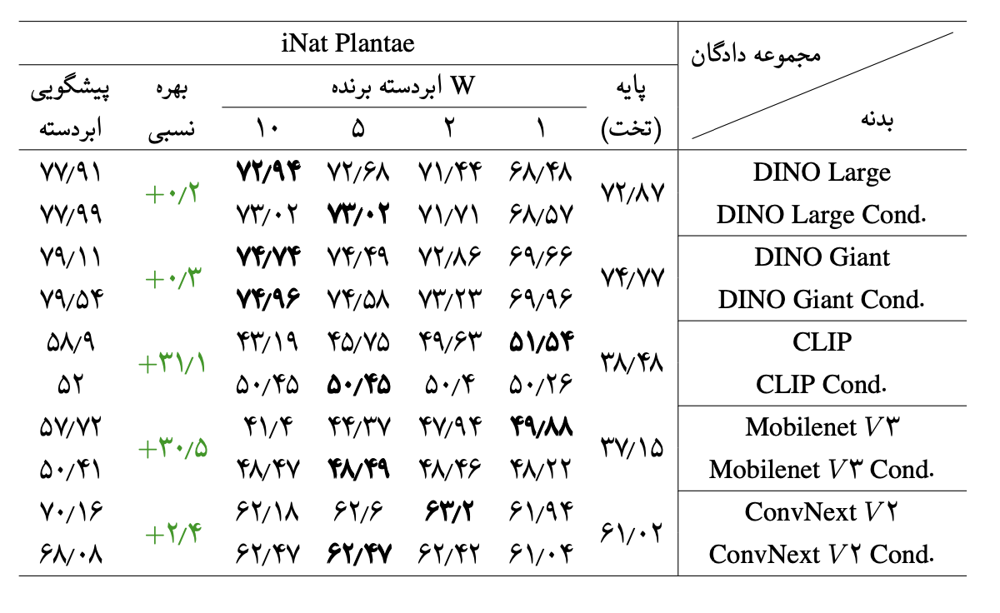 iNat Plantae
مجموعه دادگان
بدنه
پایه (تخت)
W ابردسته برنده
بهره نسبی
پیشگویی ابردسته
۱ ۲ ۵ ۱۰
DINO Large ۷۲٫۸۷ ۶۸٫۴۸ ۷۱٫۴۴ ۷۲٫۶۸ ۷۲٫۹۴ +۰٫۲ ۷۷٫۹۱
DINO Large Cond. ۶۸٫۵۷ ۷۱٫۷۱ ۷۳٫۰۲ ۷۳٫۰۲ ۷۷٫۹۹
DINO Giant ۷۴٫۷۷ ۶۹٫۶۶ ۷۲٫۸۶ ۷۴٫۴۹ ۷۴٫۷۴ +۰٫۳ ۷۹٫۱۱
DINO Giant Cond. ۶۹٫۹۶ ۷۳٫۲۳ ۷۴٫۵۸ ۷۴٫۹۶ ۷۹٫۵۴
CLIP ۳۸٫۴۸ ۵۱٫۵۴ ۴۹٫۶۳ ۴۵٫۷۵ ۴۳٫۱۹ +۳۱٫۱ ۵۸٫۹
CLIP Cond. ۵۰٫۲۶ ۵۰٫۴ ۵۰٫۴۵ ۵۰٫۴۵ ۵۲
Mobilenet V۳ ۳۷٫۱۵ ۴۹٫۸۸ ۴۷٫۹۴ ۴۴٫۳۷ ۴۱٫۴ +۳۰٫۵ ۵۷٫۷۲
Mobilenet V۳ Cond. ۴۸٫۲۲ ۴۸٫۴۶ ۴۸٫۴۹ ۴۸٫۴۷ ۵۰٫۴۱
ConvNext V۲ ۶۱٫۰۲ ۶۱٫۹۴ ۶۳٫۲ ۶۲٫۶ ۶۲٫۱۸ +۲٫۴ ۷۰٫۱۶
ConvNext V۲ Cond. ۶۱٫۰۴ ۶۲٫۴۲ ۶۲٫۴۷ ۶۲٫۴۷ ۶۸٫۰۸